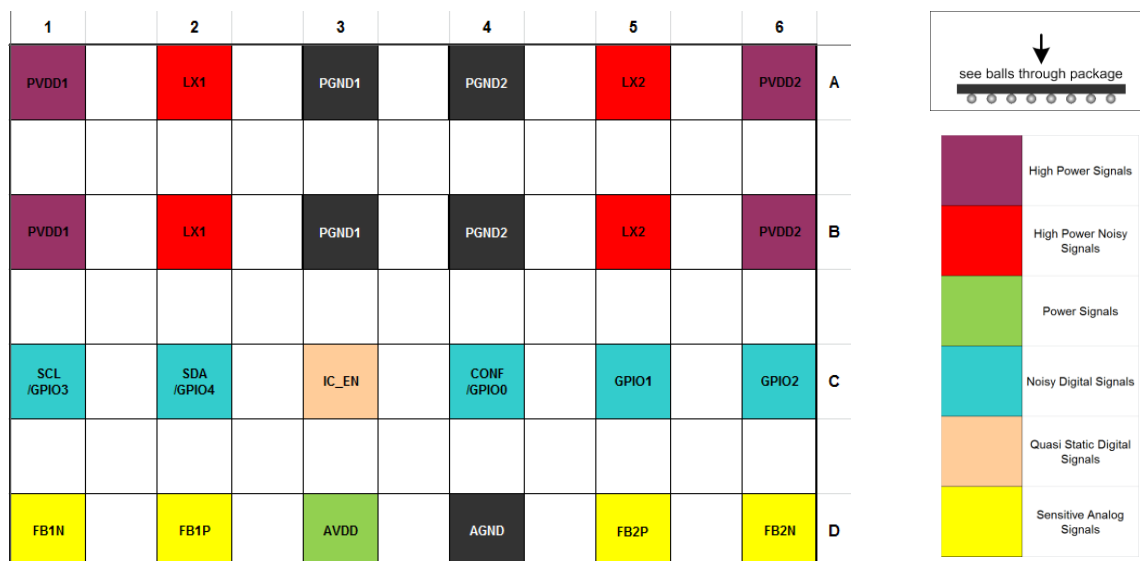 1 2 3 4 5 6
PVDD1 LX1 PGND1 PGND2 LX2 PVDD2 A
PVDD1 LX1 PGND1 PGND2 LX2 PVDD2 B
SCL SDA IC_EN CONF GPIO1 GPIO2 C
/GPIO3 /GPIO4 /GPIO0
FB1N FB1P AVDD AGND FB2P FB2N D
see balls through package
High Power Signals
High Power Noisy
Signals
Power Signals
Noisy Digital Signals
Quasi Static Digital
Signals
Sensitive Analog
Signals